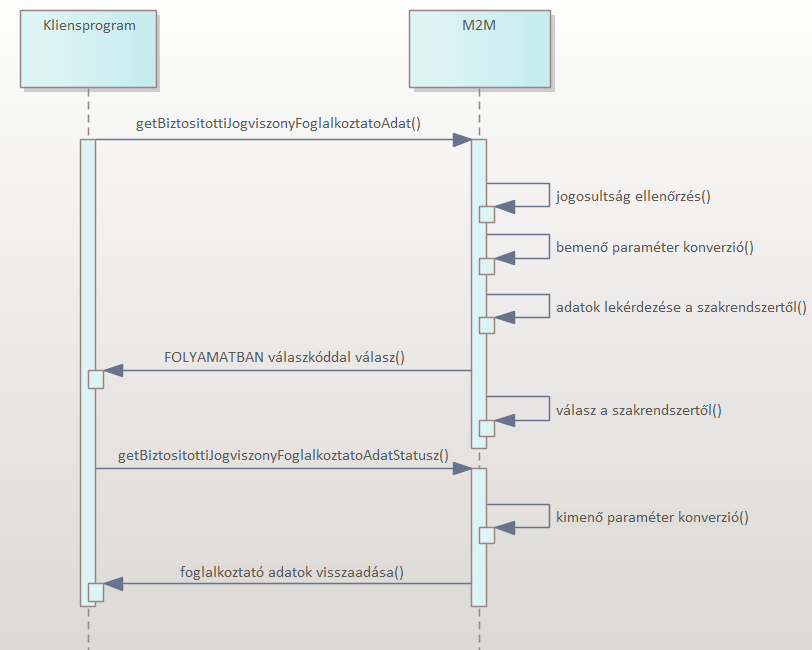 Kliensprogram
M2M
getBiztositottiJogviszonyFoglalkoztatoAdat()
jogosultság ellenőrzés()
bemenő paraméter konverzió()
adatok lekérdezése a szakrendszertől()
FOLYAMATBAN válaszkóddal válasz()
válasz a szakrendszertől()
getBiztositottiJogviszonyFoglalkoztatoAdatStatusz()
kimenő paraméter konverzió()
foglalkoztató adatok visszaadása()